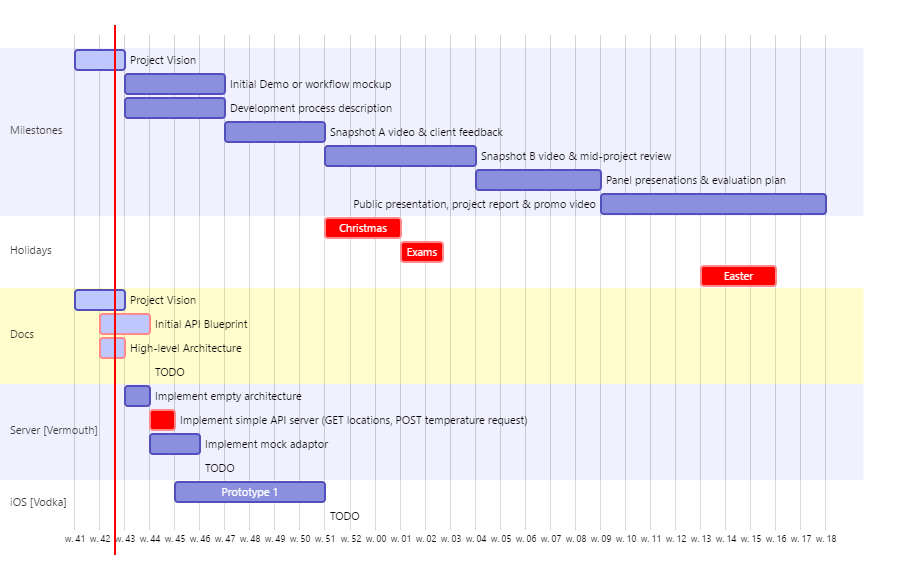 Project Vision
Initial Demo or workflow mockup
Development process description
Milestones
Snapshot A video & client feedback
Snapshot B video & mid-project review
Panel presenations & evaluation plan
Public presentation, project report & promo video
Christmas
Holidays
Exams
Easter
Project Vision
Initial API Blueprint
Docs
High-level Architecture
TODO
Implement empty architecture
Implement simple API server (GET locations, POST temperature request)
Server [Vermouth]
Implement mock adaptor
TODO
Prototype 1
iOS [Vodka]
TODO
w. 41 w. 42 w. 43 w. 44 w. 45 w. 46 w. 47 w. 48 w. 49 w. 50 w. 51 w. 52 w. 00 w. 01 w. 02 w. 03 w. 04 w. 05 w. 06 w. 07 w. 08 w. 09 w. 10 w. 11 w. 12 w. 13 w. 14 w. 15 w. 16 w. 17 w. 18